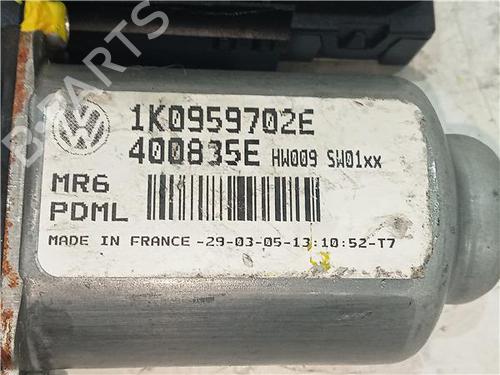 1K0959702E
400835E HW009 SW01xx
MR6
PDML
MADE IN FRANCE -29-03-05-13:10:52-T7
B-PARTS